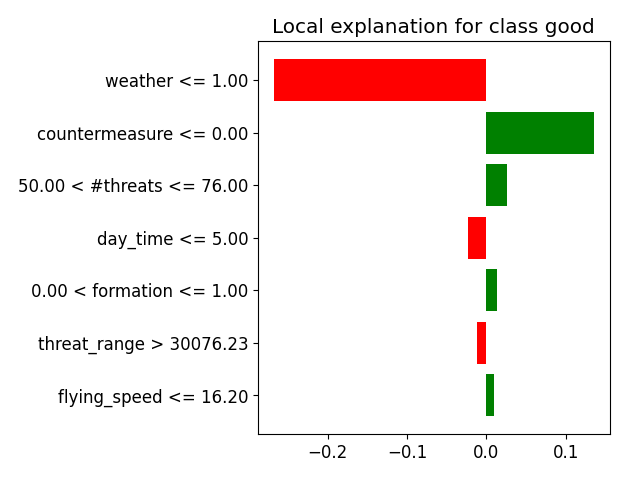 Local explanation for class good
weather <= 1.00
countermeasure <= 0.00
50.00 < #threats <= 76.00
day_time <= 5.00
0.00 < formation <= 1.00
threat_range > 30076.23
flying_speed <= 16.20
−0.2 −0.1 0.0 0.1